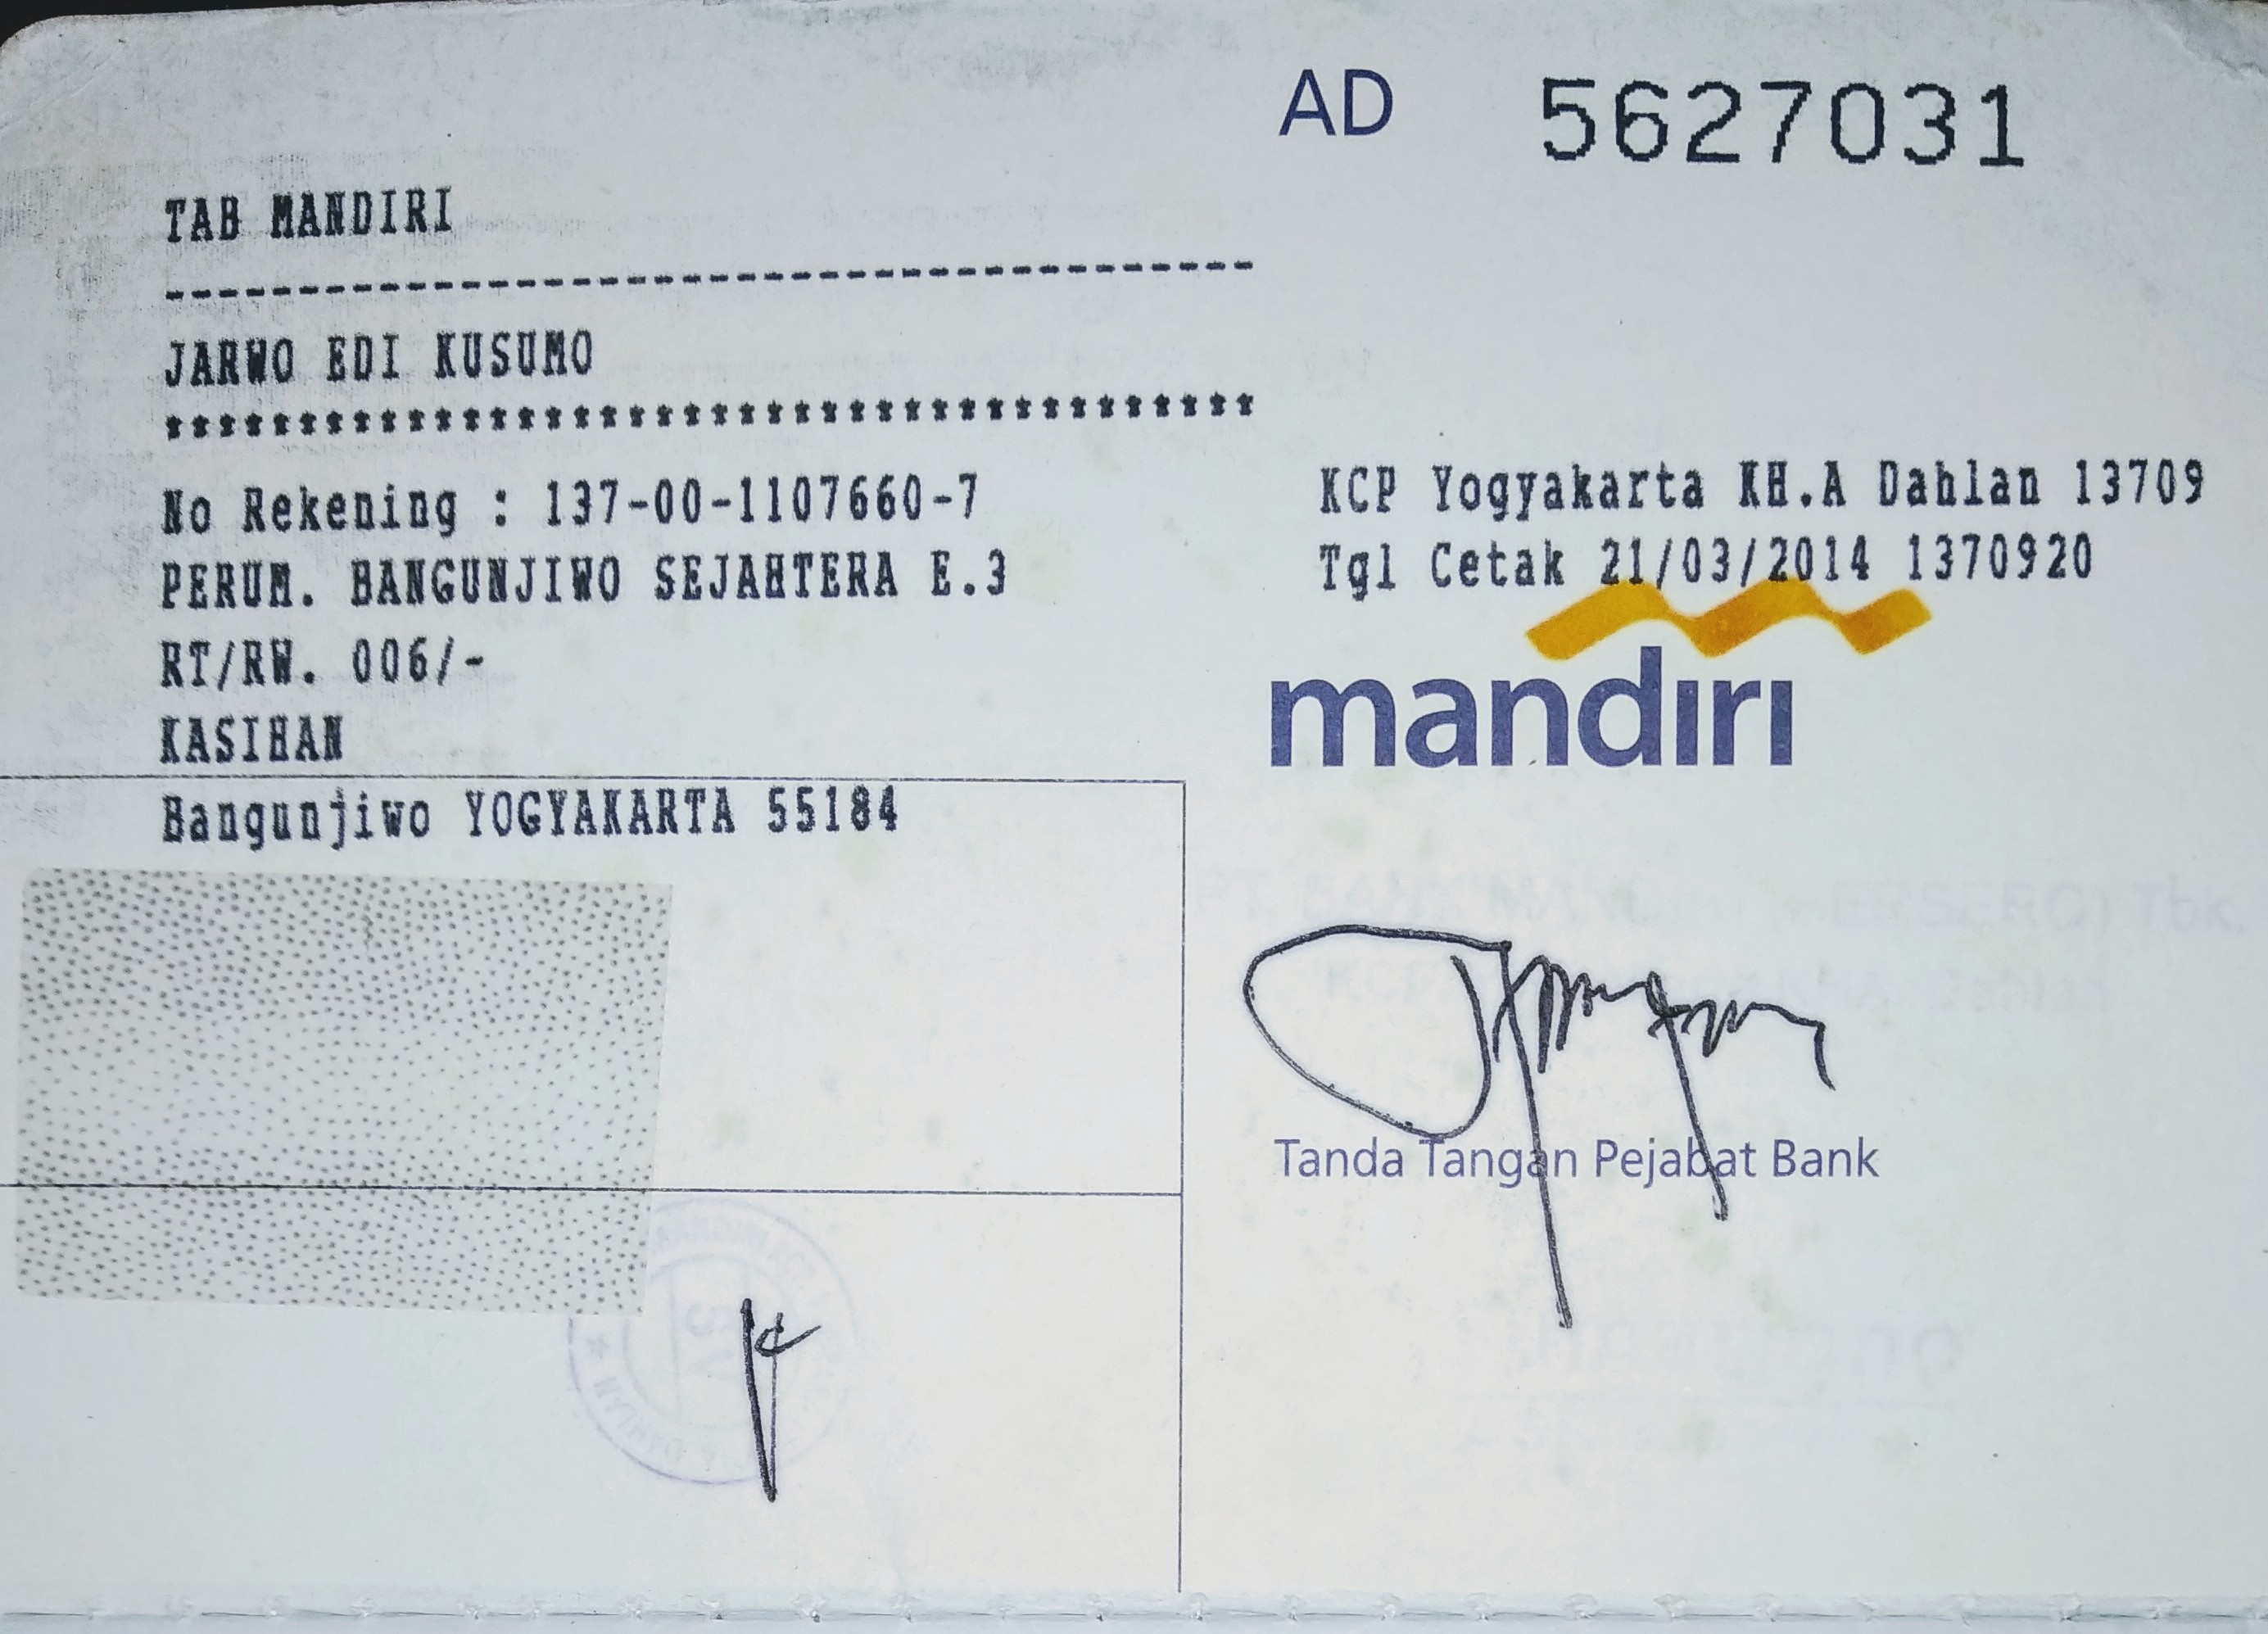 AD 5627031
TAB MANDIRI
----------------------------------------
JARWO EDI KUSUMO
****************************************
No Rekening : 137-00-1107660-7
PERUM. BANGUNJIWO SEJAHTERA E.3
RT/RW. 006/-
KASIHAN
Bangunjiwo YOGYAKARTA 55184
KCP Yogyakarta KH.A Dahlan 13709
Tgl Cetak 21/03/2014 1370920
mandiri
Tanda Tangan Pejabat Bank